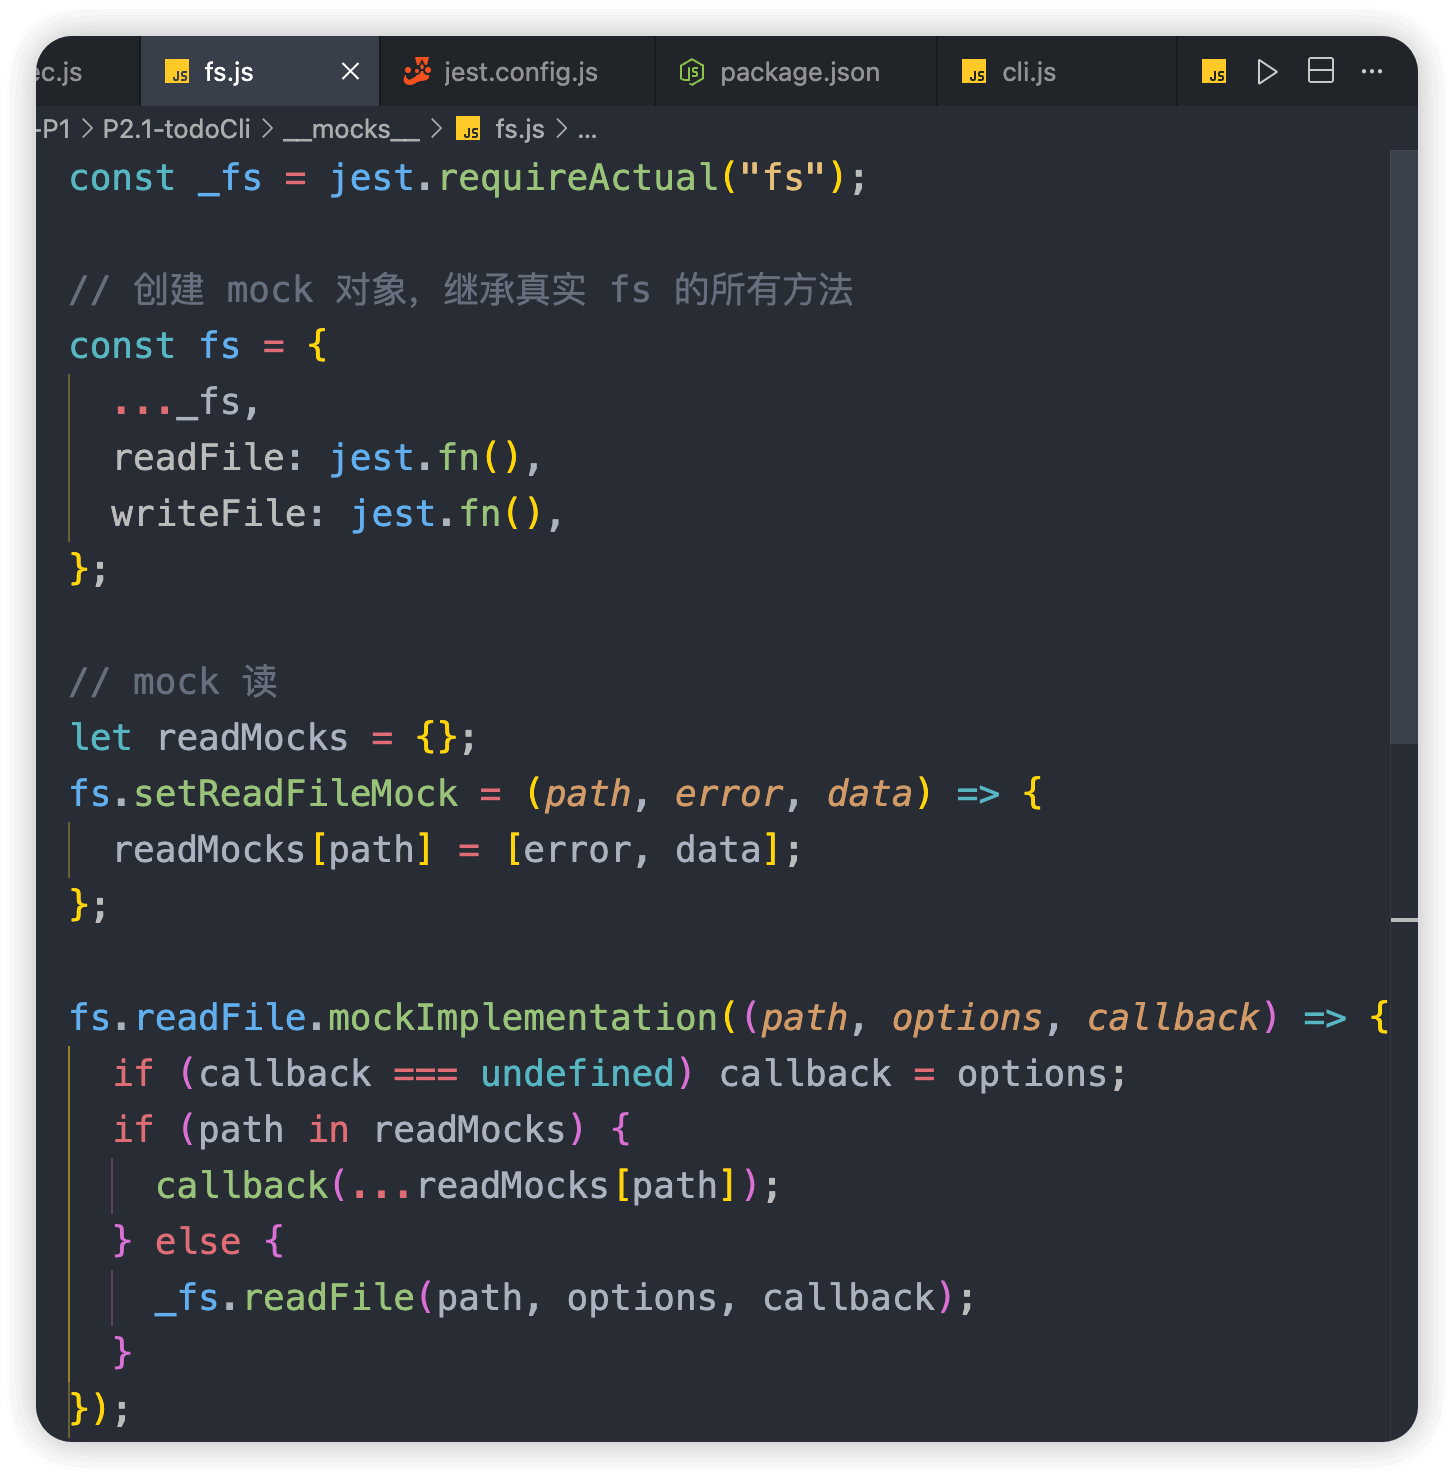 ec.js fs.js jest.config.js package.json cli.js
-P1 > P2.1-todoCli > __mocks__ > fs.js > ...
const _fs = jest.requireActual("fs");
// 创建 mock 对象，继承真实 fs 的所有方法
const fs = {
  ..._fs,
  readFile: jest.fn(),
  writeFile: jest.fn(),
};
// mock 读
let readMocks = {};
fs.setReadFileMock = (path, error, data) => {
  readMocks[path] = [error, data];
};
fs.readFile.mockImplementation((path, options, callback) => {
  if (callback === undefined) callback = options;
  if (path in readMocks) {
    callback(...readMocks[path]);
  } else {
    _fs.readFile(path, options, callback);
  }
});